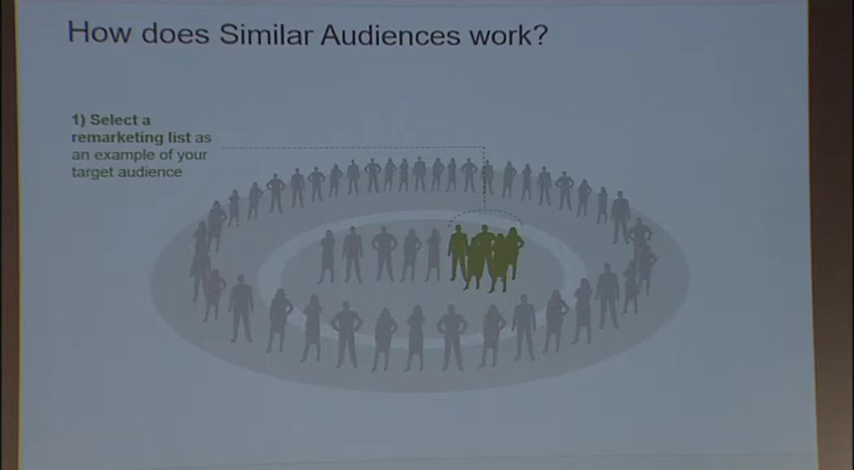 How does Similar Audiences work?
1) Select a
remarketing list as
an example of your
target audience